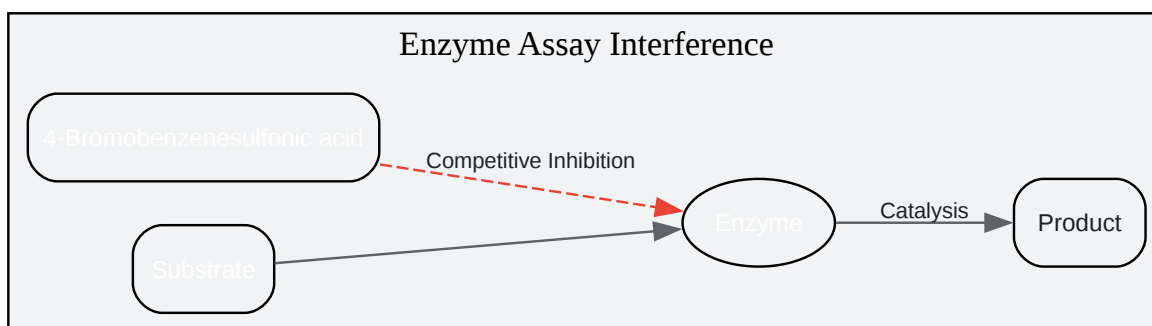 Enzyme Assay Interference
4-Bromobenzenesulfonic acid
Competitive Inhibition
Substrate
Enzyme
Catalysis
Product